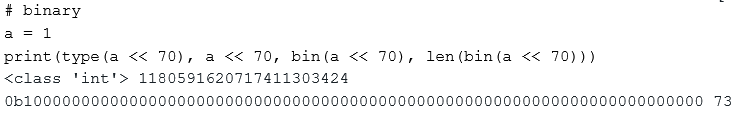 # binary
a = 1
print(type(a << 70), a << 70, bin(a << 70), len(bin(a << 70)))
<class 'int'> 1180591620717411303424
0b10000000000000000000000000000000000000000000000000000000000000000000000 73